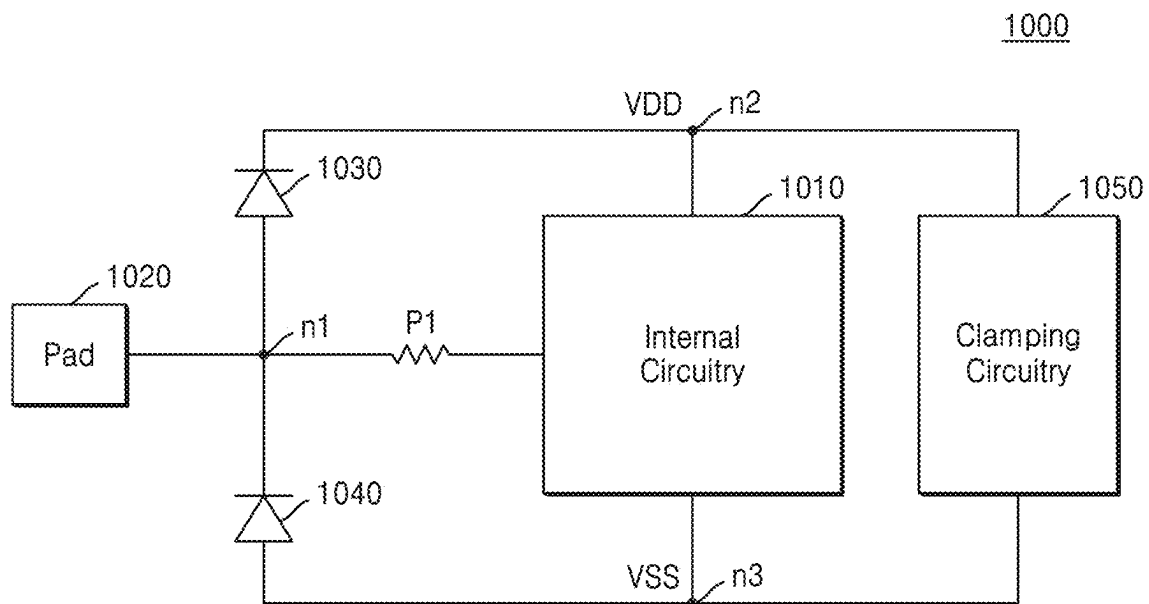 1000
VDD
n2
1030
1010
1050
1020
Pad
n1
P1
Internal
Circuitry
Clamping
Circuitry
1040
VSS
n3